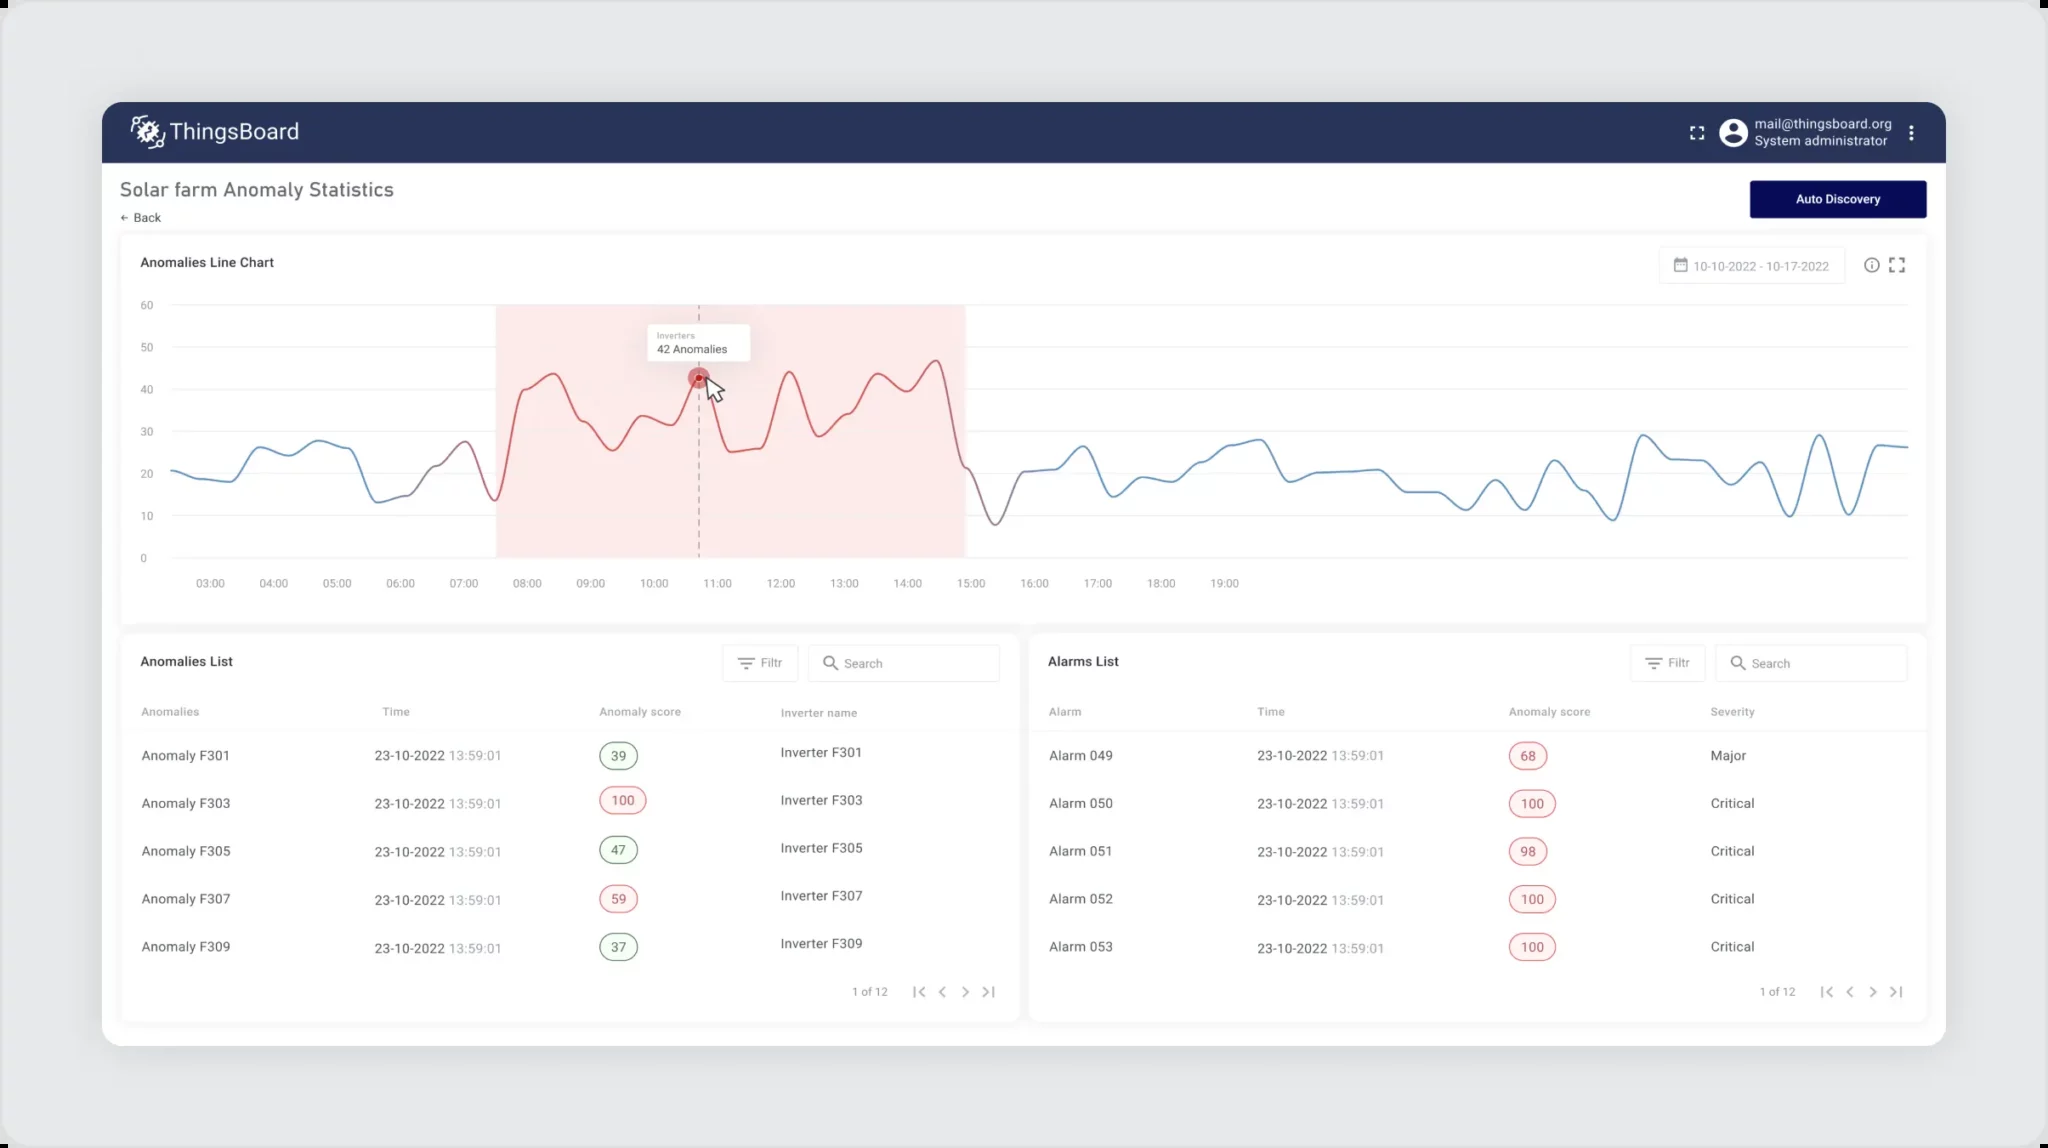 ThingsBoard
mail@thingsboard.org
System administrator
Solar farm Anomaly Statistics
← Back
Auto Discovery
Anomalies Line Chart
10-10-2022 - 10-17-2022
60
50
40
30
20
10
0
Inverters
42 Anomalies
03:00 04:00 05:00 06:00 07:00 08:00 09:00 10:00 11:00 12:00 13:00 14:00 15:00 16:00 17:00 18:00 19:00
Anomalies List
Filtr
Search
Anomalies Time Anomaly score Inverter name
Anomaly F301 23-10-2022 13:59:01 39 Inverter F301
Anomaly F303 23-10-2022 13:59:01 100 Inverter F303
Anomaly F305 23-10-2022 13:59:01 47 Inverter F305
Anomaly F307 23-10-2022 13:59:01 59 Inverter F307
Anomaly F309 23-10-2022 13:59:01 37 Inverter F309
1 of 12
Alarms List
Filtr
Search
Alarm Time Anomaly score Severity
Alarm 049 23-10-2022 13:59:01 68 Major
Alarm 050 23-10-2022 13:59:01 100 Critical
Alarm 051 23-10-2022 13:59:01 98 Critical
Alarm 052 23-10-2022 13:59:01 100 Critical
Alarm 053 23-10-2022 13:59:01 100 Critical
1 of 12